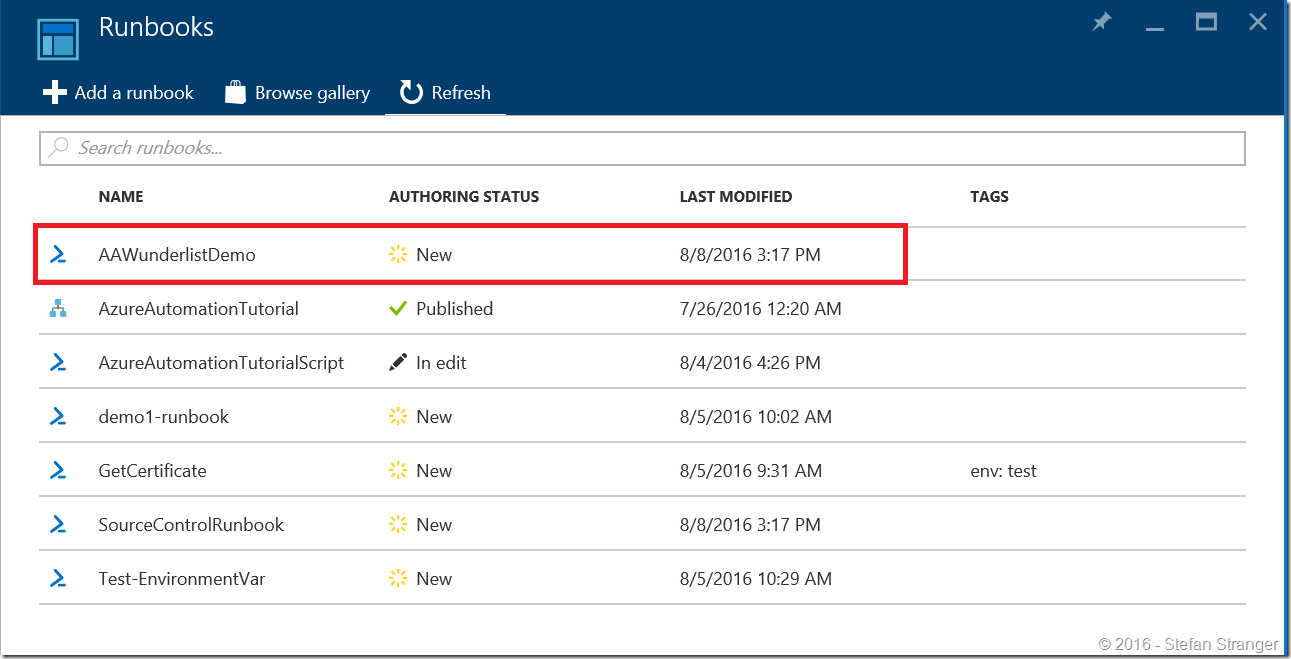 Runbooks
Add a runbook Browse gallery Refresh
Search runbooks...
NAME AUTHORING STATUS LAST MODIFIED TAGS
AAWunderlistDemo New 8/8/2016 3:17 PM
AzureAutomationTutorial Published 7/26/2016 12:20 AM
AzureAutomationTutorialScript In edit 8/4/2016 4:26 PM
demo1-runbook New 8/5/2016 10:02 AM
GetCertificate New 8/5/2016 9:31 AM env: test
SourceControlRunbook New 8/8/2016 3:17 PM
Test-EnvironmentVar New 8/5/2016 10:29 AM
© 2016 - Stefan Stranger